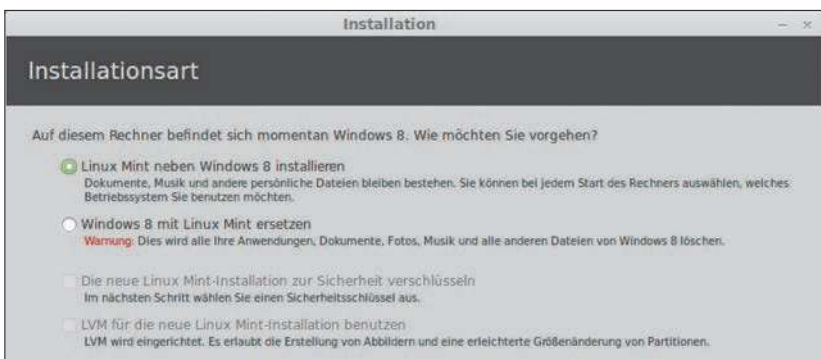 Installation
Installationsart
Auf diesem Rechner befindet sich momentan Windows 8. Wie möchten Sie vorgehen?
Linux Mint neben Windows 8 installieren
Dokumente, Musik und andere persönliche Dateien bleiben bestehen. Sie können bei jedem Start des Rechners auswählen, welches
Betriebssystem Sie benutzen möchten.
Windows 8 mit Linux Mint ersetzen
Warnung: Dies wird alle Ihre Anwendungen, Dokumente, Fotos, Musik und alle anderen Dateien von Windows 8 löschen.
Die neue Linux Mint-Installation zur Sicherheit verschlüsseln
Im nächsten Schritt wählen Sie einen Sicherheitsschlüssel aus.
LVM für die neue Linux Mint-Installation benutzen
LVM wird eingerichtet. Es erlaubt die Erstellung von Abbildern und eine erleichterte Größenänderung von Partitionen.